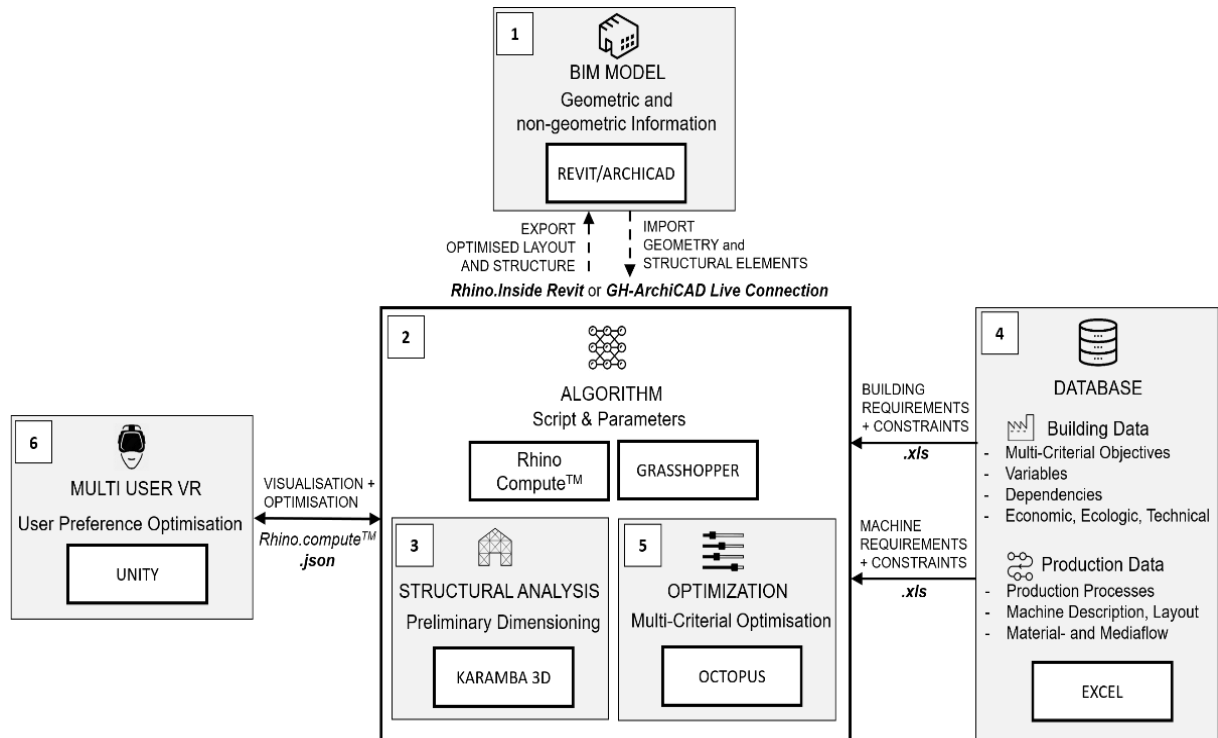 1
BIM MODEL
Geometric and
non-geometric Information
REVIT/ARCHICAD
EXPORT
OPTIMISED LAYOUT
AND STRUCTURE
IMPORT
GEOMETRY and
STRUCTURAL ELEMENTS
Rhino.Inside Revit or GH-ArchiCAD Live Connection
2
ALGORITHM
Script & Parameters
Rhino
Compute™
GRASSHOPPER
3
STRUCTURAL ANALYSIS
Preliminary Dimensioning
KARAMBA 3D
5
OPTIMIZATION
Multi-Criterial Optimisation
OCTOPUS
6
MULTI USER VR
User Preference Optimisation
UNITY
VISUALISATION +
OPTIMISATION
Rhino.compute™
.json
BUILDING
REQUIREMENTS
+ CONSTRAINTS
.xls
MACHINE
REQUIREMENTS
+ CONSTRAINTS
.xls
4
DATABASE
Building Data
- Multi-Criterial Objectives
- Variables
- Dependencies
- Economic, Ecologic, Technical
Production Data
- Production Processes
- Machine Description, Layout
- Material- and Mediaflow
EXCEL